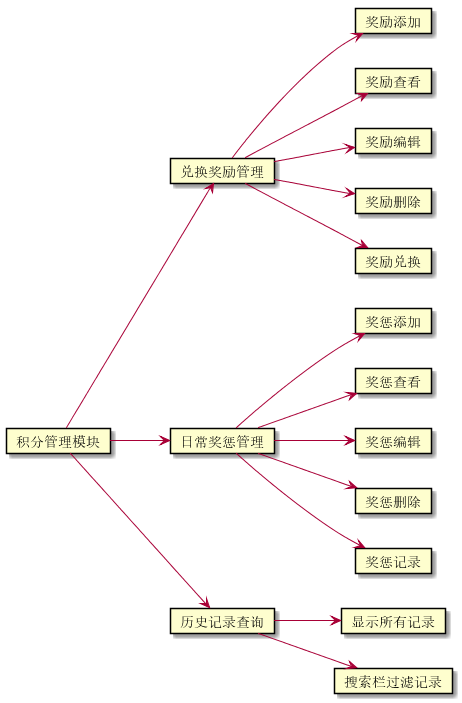 奖励添加
奖励查看
奖励编辑
兑换奖励管理
奖励删除
奖励兑换
奖惩添加
奖惩查看
积分管理模块
日常奖惩管理
奖惩编辑
奖惩删除
奖惩记录
历史记录查询
显示所有记录
搜索栏过滤记录